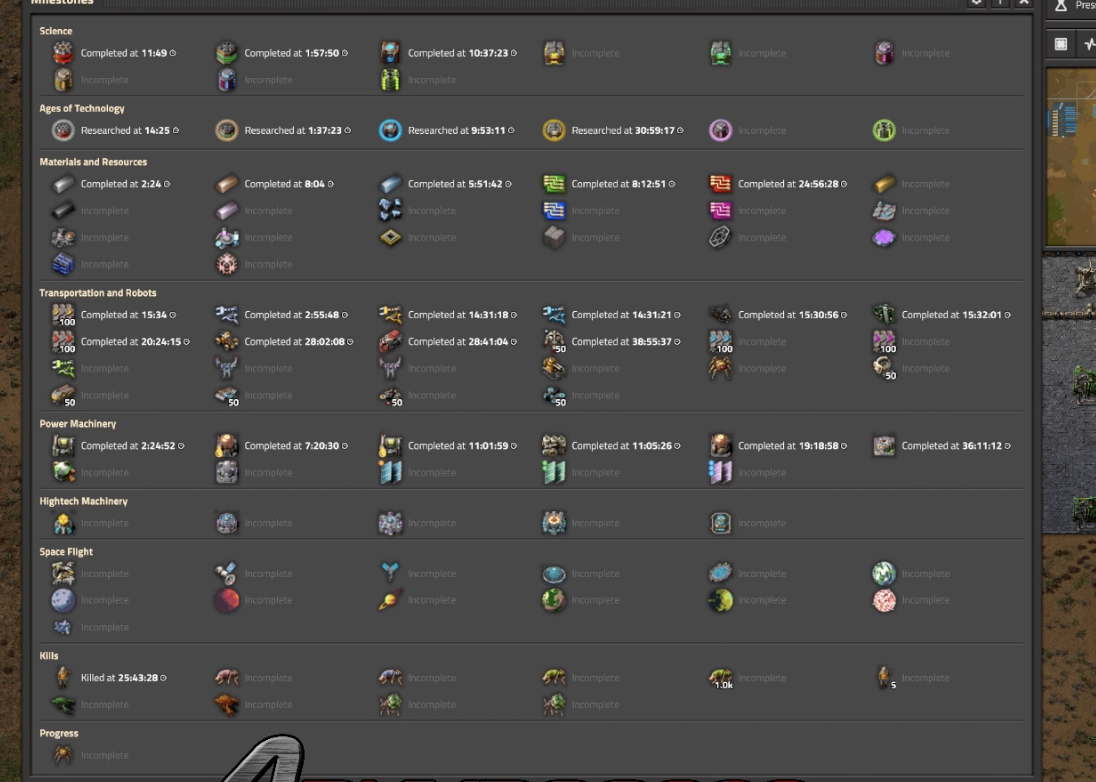 Milestones
Press
Science
Completed at 11:49 Completed at 1:57:50 Completed at 10:37:23 Incomplete Incomplete Incomplete
Incomplete Incomplete Incomplete
Ages of Technology
Researched at 14:25 Researched at 1:37:23 Researched at 9:53:11 Researched at 30:59:17 Incomplete Incomplete
Materials and Resources
Completed at 2:24 Completed at 8:04 Completed at 5:51:42 Completed at 8:12:51 Completed at 24:56:28 Incomplete
Incomplete Incomplete Incomplete Incomplete Incomplete Incomplete
Incomplete Incomplete Incomplete Incomplete Incomplete Incomplete
Incomplete Incomplete
Transportation and Robots
100 Completed at 15:34 Completed at 2:55:48 Completed at 14:31:18 Completed at 14:31:21 Completed at 15:30:56 Completed at 15:32:01
100 Completed at 20:24:15 Completed at 28:02:08 Completed at 28:41:04 50 Completed at 38:55:37 100 Incomplete 100 Incomplete
Incomplete Incomplete Incomplete Incomplete Incomplete 50 Incomplete
50 Incomplete 50 Incomplete 50 Incomplete 50 Incomplete
Power Machinery
Completed at 2:24:52 Completed at 7:20:30 Completed at 11:01:59 Completed at 11:05:26 Completed at 19:18:58 Completed at 36:11:12
Incomplete Incomplete Incomplete Incomplete Incomplete
Hightech Machinery
Incomplete Incomplete Incomplete Incomplete Incomplete
Space Flight
Incomplete Incomplete Incomplete Incomplete Incomplete Incomplete
Incomplete Incomplete Incomplete Incomplete Incomplete Incomplete
Incomplete
Kills
Killed at 25:43:28 Incomplete Incomplete Incomplete 1.0k Incomplete 5 Incomplete
Incomplete Incomplete Incomplete Incomplete
Progress
Incomplete